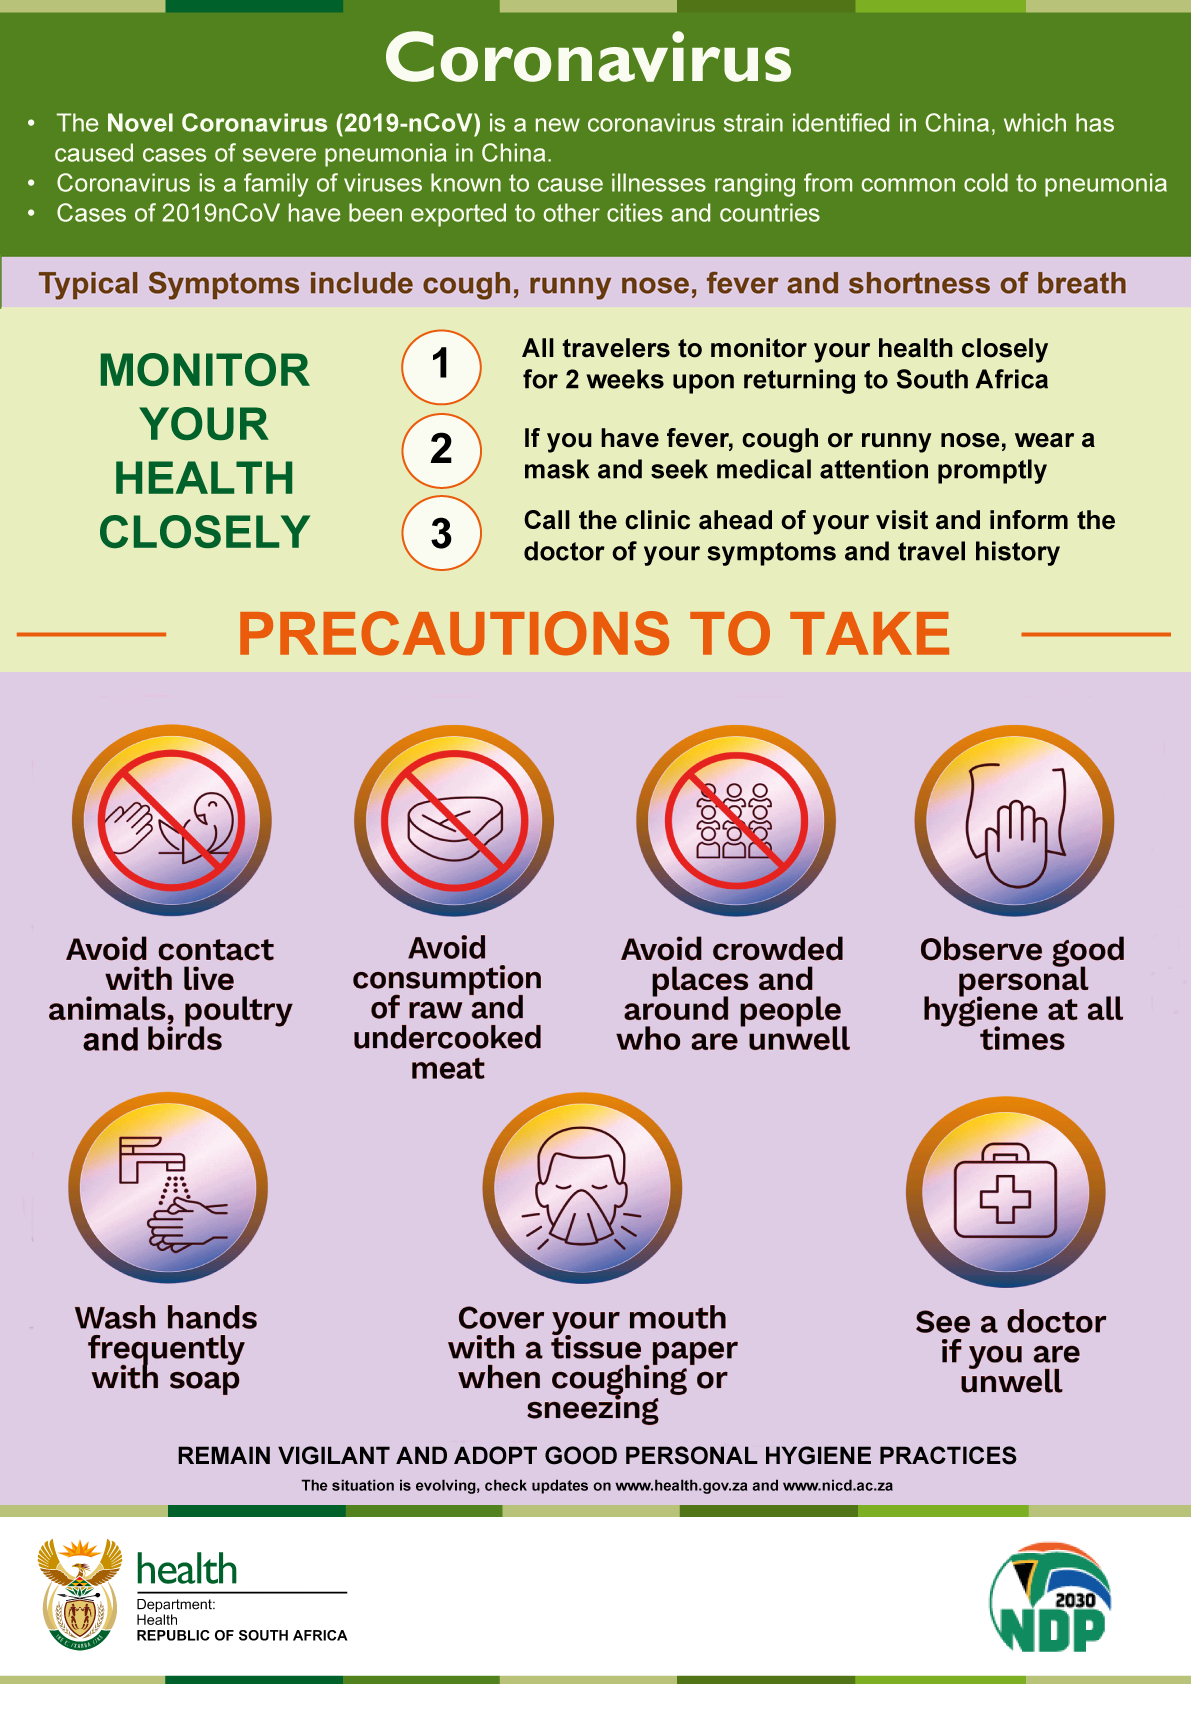 Coronavirus
• The Novel Coronavirus (2019-nCoV) is a new coronavirus strain identified in China, which has
caused cases of severe pneumonia in China.
• Coronavirus is a family of viruses known to cause illnesses ranging from common cold to pneumonia
• Cases of 2019nCoV have been exported to other cities and countries
Typical Symptoms include cough, runny nose, fever and shortness of breath
MONITOR
YOUR
HEALTH
CLOSELY
1
All travelers to monitor your health closely
for 2 weeks upon returning to South Africa
2
If you have fever, cough or runny nose, wear a
mask and seek medical attention promptly
3
Call the clinic ahead of your visit and inform the
doctor of your symptoms and travel history
PRECAUTIONS TO TAKE
Avoid contact
with live
animals, poultry
and birds
Avoid
consumption
of raw and
undercooked
meat
Avoid crowded
places and
around people
who are unwell
Observe good
personal
hygiene at all
times
Wash hands
frequently
with soap
Cover your mouth
with a tissue paper
when coughing or
sneezing
See a doctor
if you are
unwell
REMAIN VIGILANT AND ADOPT GOOD PERSONAL HYGIENE PRACTICES
The situation is evolving, check updates on www.health.gov.za and www.nicd.ac.za
health
Department:
Health
REPUBLIC OF SOUTH AFRICA
2030
NDP